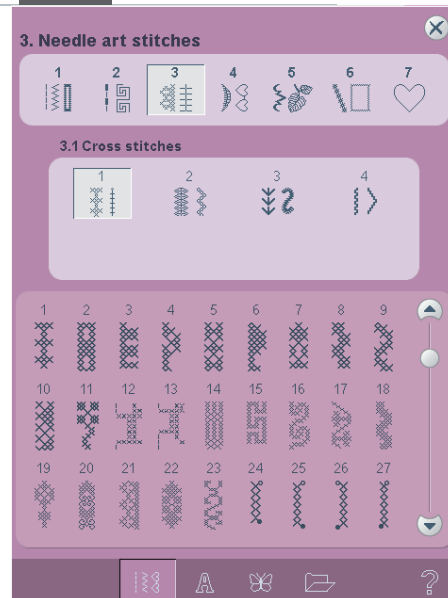 3. Needle art stitches
1 2 3 4 5 6 7
3.1 Cross stitches
1 2 3 4
1 2 3 4 5 6 7 8 9
10 11 12 13 14 15 16 17 18
19 20 21 22 23 24 25 26 27
A
?